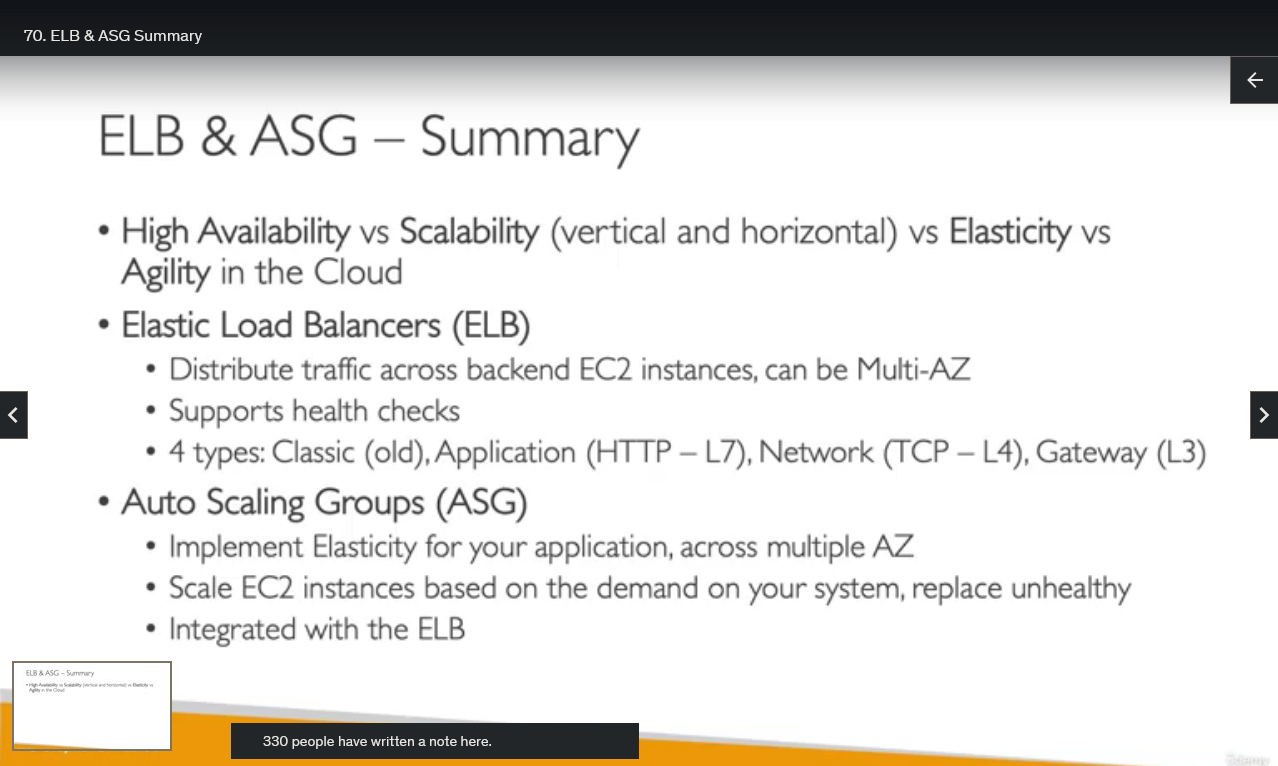 70. ELB & ASG Summary
ELB & ASG – Summary
• High Availability vs Scalability (vertical and horizontal) vs Elasticity vs
Agility in the Cloud
• Elastic Load Balancers (ELB)
• Distribute traffic across backend EC2 instances, can be Multi-AZ
• Supports health checks
• 4 types: Classic (old), Application (HTTP – L7), Network (TCP – L4), Gateway (L3)
• Auto Scaling Groups (ASG)
• Implement Elasticity for your application, across multiple AZ
• Scale EC2 instances based on the demand on your system, replace unhealthy
• Integrated with the ELB
ELB & ASG – Summary
• High Availability vs Scalability (vertical and horizontal) vs Elasticity vs
Agility in the Cloud
330 people have written a note here.
Udemy